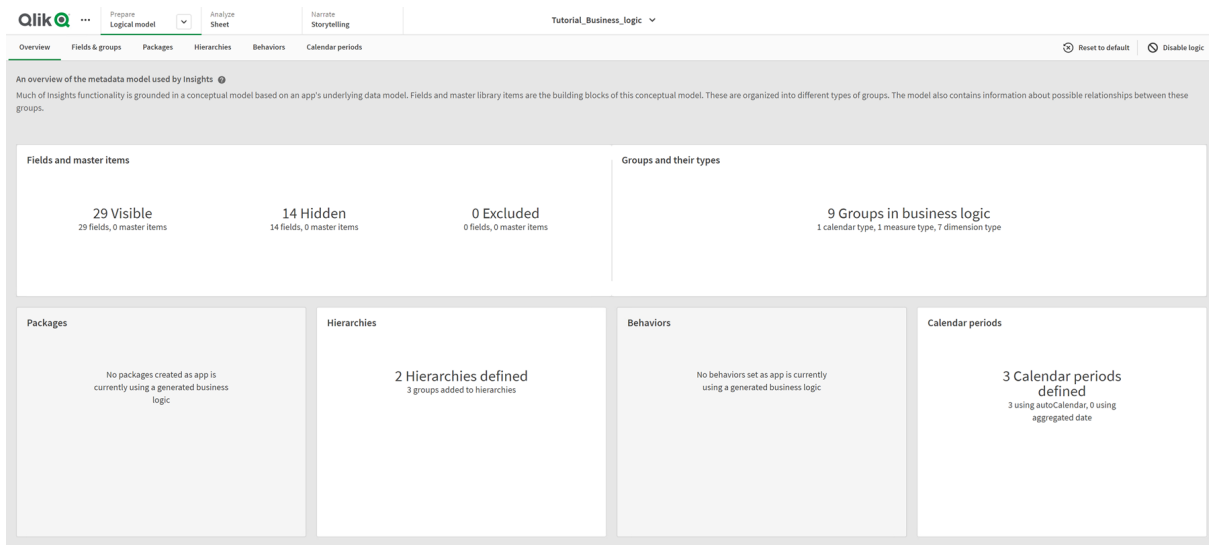 Qlik
Prepare
Logical model
Analyze
Sheet
Narrate
Storytelling
Tutorial_Business_logic
Overview
Fields & groups
Packages
Hierarchies
Behaviors
Calendar periods
Reset to default
Disable logic
An overview of the metadata model used by Insights
Much of Insights functionality is grounded in a conceptual model based on an app's underlying data model. Fields and master library items are the building blocks of this conceptual model. These are organized into different types of groups. The model also contains information about possible relationships between these
groups.
Fields and master items
29 Visible
29 fields, 0 master items
14 Hidden
14 fields, 0 master items
0 Excluded
0 fields, 0 master items
Groups and their types
9 Groups in business logic
1 calendar type, 1 measure type, 7 dimension type
Packages
No packages created as app is
currently using a generated business
logic
Hierarchies
2 Hierarchies defined
3 groups added to hierarchies
Behaviors
No behaviors set as app is currently
using a generated business logic
Calendar periods
3 Calendar periods
defined
3 using autoCalendar, 0 using
aggregated date